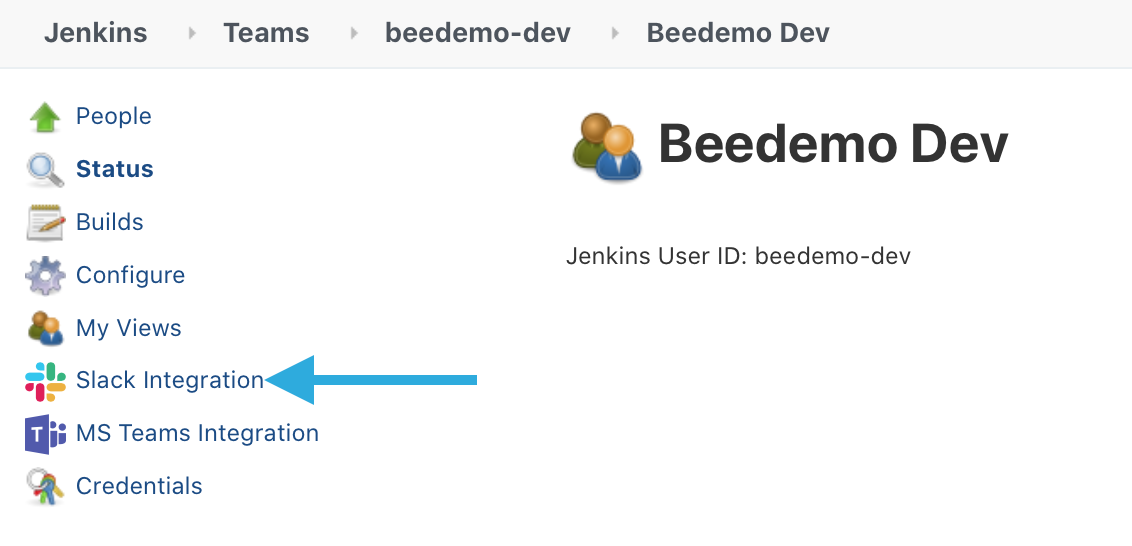 Jenkins Teams beedemo-dev Beedemo Dev
People
Status
Builds
Configure
My Views
Slack Integration
T MS Teams Integration
Credentials
Beedemo Dev
Jenkins User ID: beedemo-dev